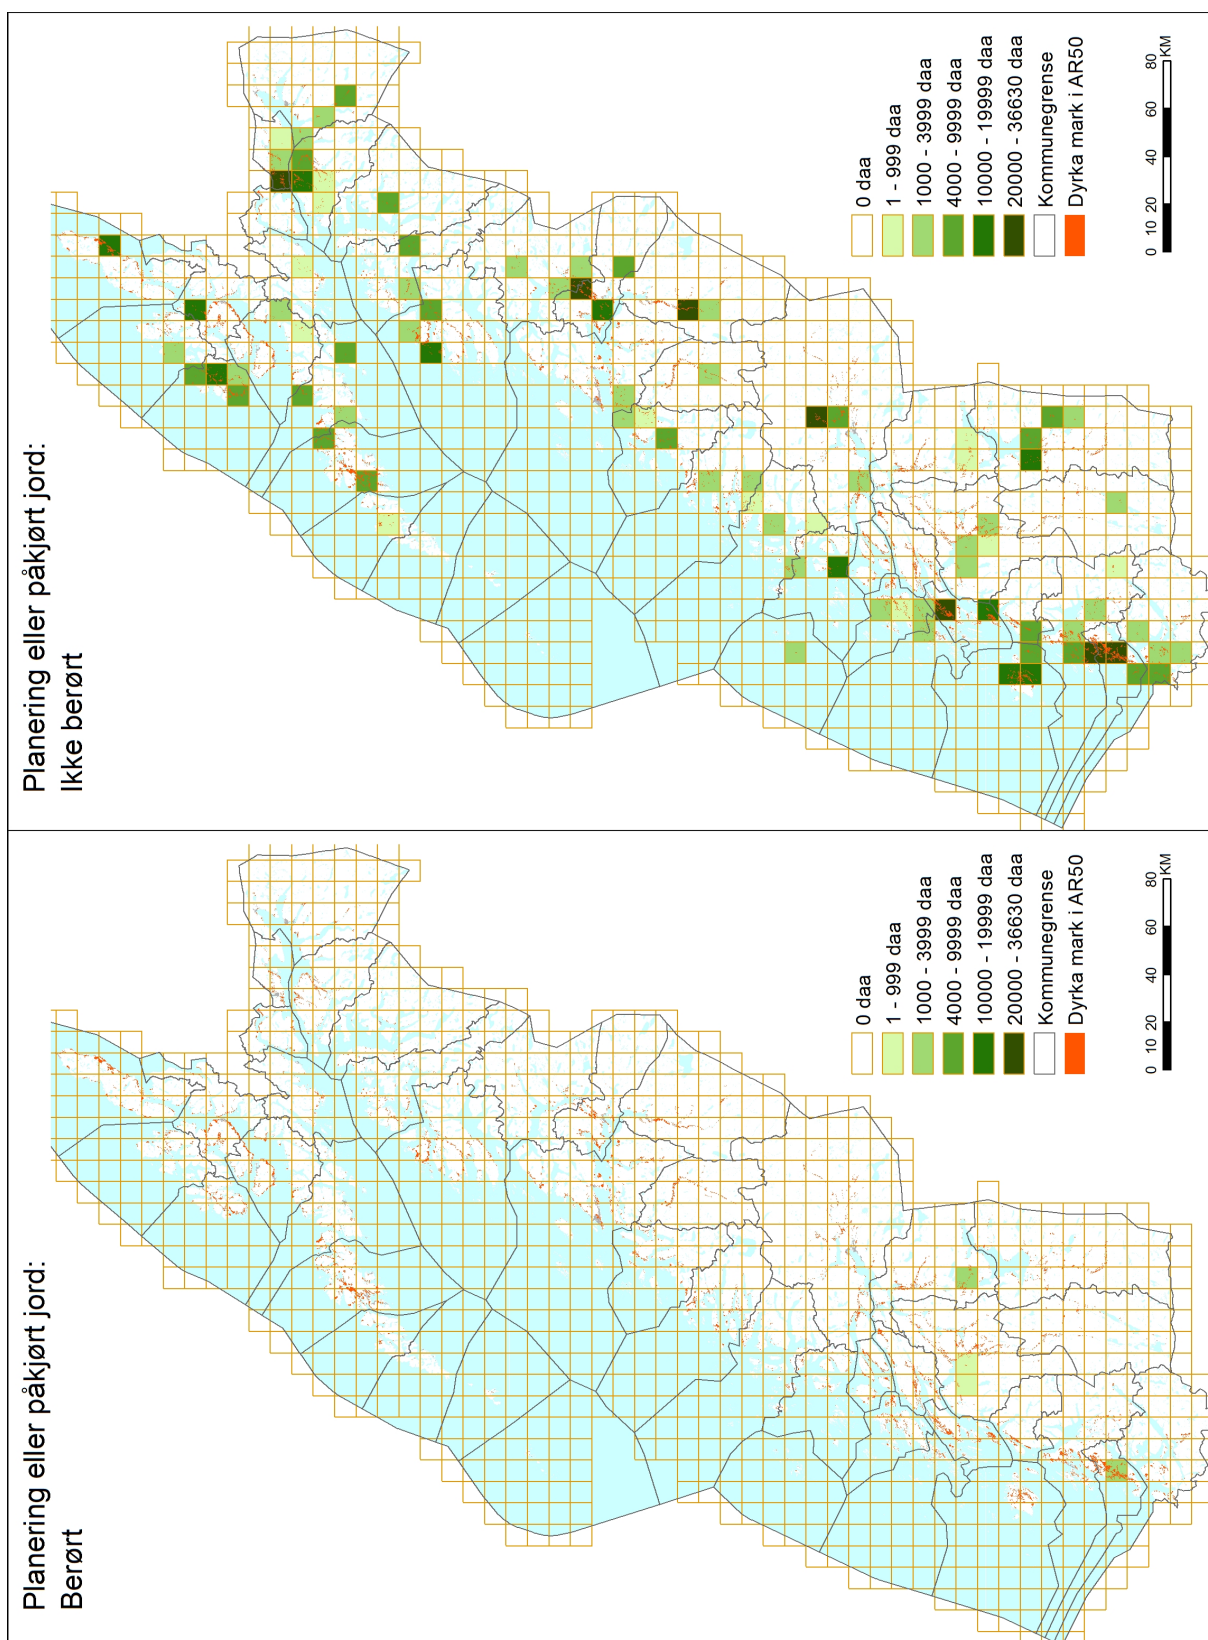 Planering eller påkjørt jord:
Berørt
0 daa
1 - 999 daa
1000 - 3999 daa
4000 - 9999 daa
10000 - 19999 daa
20000 - 36630 daa
Kommunegrense
Dyrka mark i AR50
0 10 20 40 60 80
KM
Planering eller påkjørt jord:
Ikke berørt
0 daa
1 - 999 daa
1000 - 3999 daa
4000 - 9999 daa
10000 - 19999 daa
20000 - 36630 daa
Kommunegrense
Dyrka mark i AR50
0 10 20 40 60 80
KM